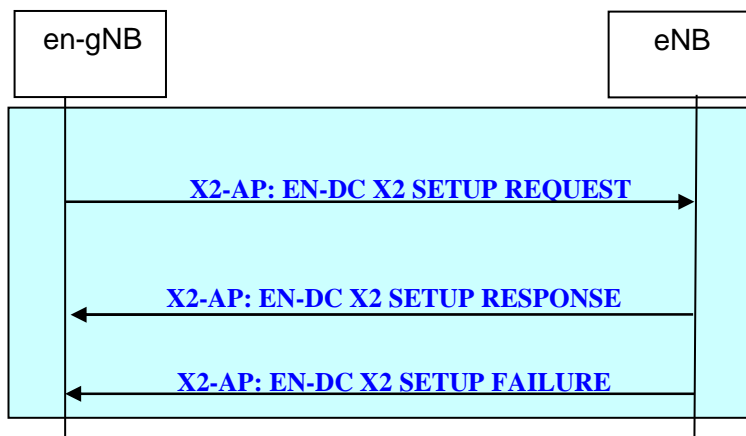 en-gNB
eNB
X2-AP: EN-DC X2 SETUP REQUEST
X2-AP: EN-DC X2 SETUP RESPONSE
X2-AP: EN-DC X2 SETUP FAILURE